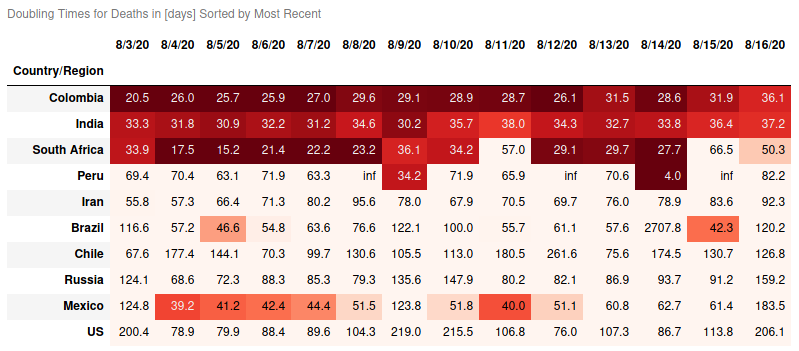 Doubling Times for Deaths in [days] Sorted by Most Recent
8/3/20 8/4/20 8/5/20 8/6/20 8/7/20 8/8/20 8/9/20 8/10/20 8/11/20 8/12/20 8/13/20 8/14/20 8/15/20 8/16/20
Country/Region
Colombia 20.5 26.0 25.7 25.9 27.0 29.6 29.1 28.9 28.7 26.1 31.5 28.6 31.9 36.1
India 33.3 31.8 30.9 32.2 31.2 34.6 30.2 35.7 38.0 34.3 32.7 33.8 36.4 37.2
South Africa 33.9 17.5 15.2 21.4 22.2 23.2 36.1 34.2 57.0 29.1 29.7 27.7 66.5 50.3
Peru 69.4 70.4 63.1 71.9 63.3 inf 34.2 71.9 65.9 inf 70.6 4.0 inf 82.2
Iran 55.8 57.3 66.4 71.3 80.2 95.6 78.0 67.9 70.5 69.7 76.0 78.9 83.6 92.3
Brazil 116.6 57.2 46.6 54.8 63.6 76.6 122.1 100.0 55.7 61.1 57.6 2707.8 42.3 120.2
Chile 67.6 177.4 144.1 70.3 99.7 130.6 105.5 113.0 180.5 261.6 75.6 174.5 130.7 126.8
Russia 124.1 68.6 72.3 88.3 85.3 79.3 135.6 147.9 80.2 82.1 86.9 93.7 91.2 159.2
Mexico 124.8 39.2 41.2 42.4 44.4 51.5 123.8 51.8 40.0 51.1 60.8 62.7 61.4 183.5
US 200.4 78.9 79.9 88.4 89.6 104.3 219.0 215.5 106.8 76.0 107.3 86.7 113.8 206.1